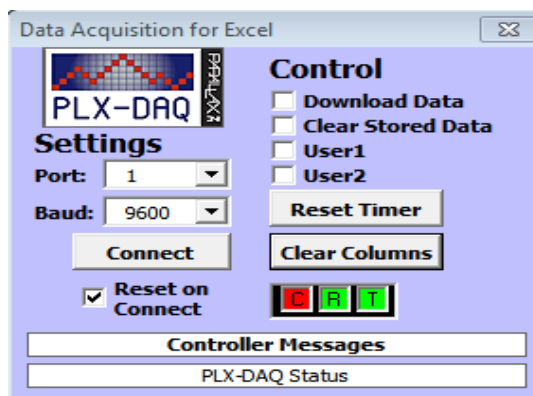 Data Acquisition for Excel
PLX-DAQ
PARALLAX
Settings
Port: 1
Baud: 9600
Connect
Reset on
Connect
Control
Download Data
Clear Stored Data
User1
User2
Reset Timer
Clear Columns
C R T
Controller Messages
PLX-DAQ Status